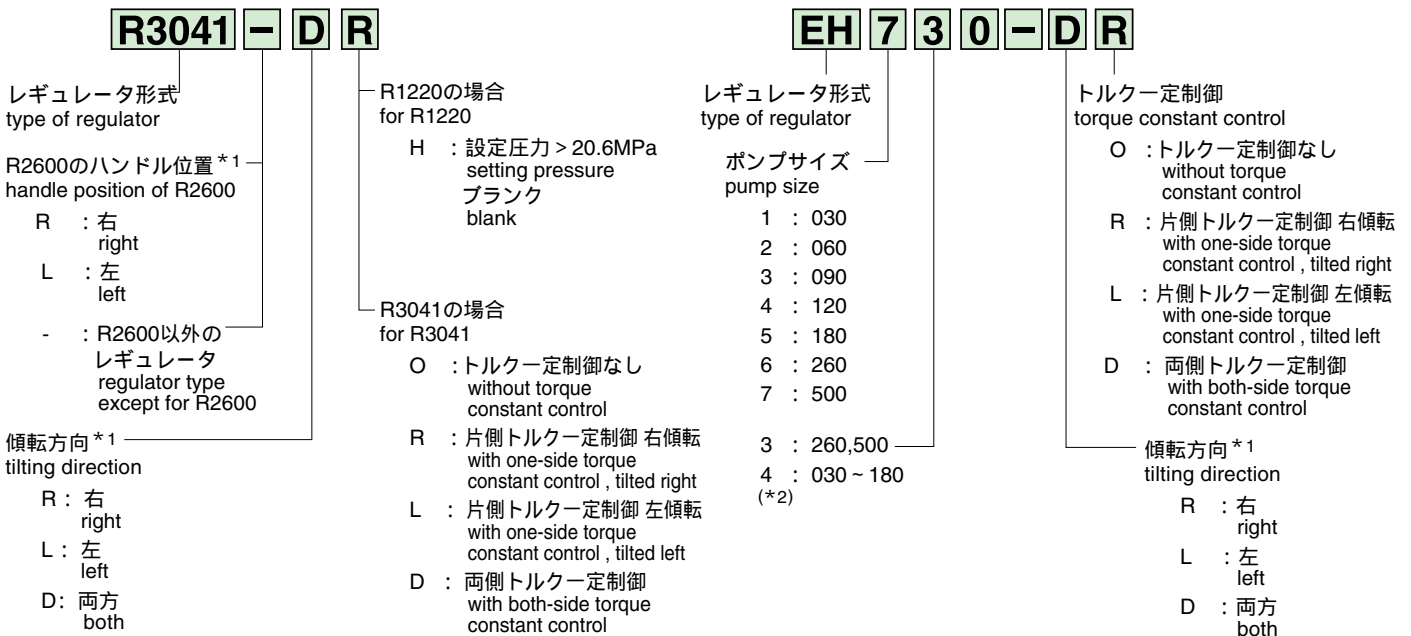 R3041 - D R
レギュレータ形式
type of regulator
R2600のハンドル位置*1
handle position of R2600
R : 右
right
L : 左
left
- : R2600以外の
レギュレータ
regulator type
except for R2600
傾転方向*1
tilting direction
R : 右
right
L : 左
left
D: 両方
both
R1220の場合
for R1220
H : 設定圧力 > 20.6MPa
setting pressure
ブランク
blank
R3041の場合
for R3041
O :トルク一定制御なし
without torque
constant control
R : 片側トルク一定制御 右傾転
with one-side torque
constant control , tilted right
L : 片側トルク一定制御 左傾転
with one-side torque
constant control , tilted left
D : 両側トルク一定制御
with both-side torque
constant control
EH 7 3 0 - D R
レギュレータ形式
type of regulator
ポンプサイズ
pump size
1 : 030
2 : 060
3 : 090
4 : 120
5 : 180
6 : 260
7 : 500
3 : 260,500
4 : 030 ~ 180
(*2)
トルク一定制御
torque constant control
O :トルク一定制御なし
without torque
constant control
R : 片側トルク一定制御 右傾転
with one-side torque
constant control , tilted right
L : 片側トルク一定制御 左傾転
with one-side torque
constant control , tilted left
D : 両側トルク一定制御
with both-side torque
constant control
傾転方向*1
tilting direction
R : 右
right
L : 左
left
D : 両方
both